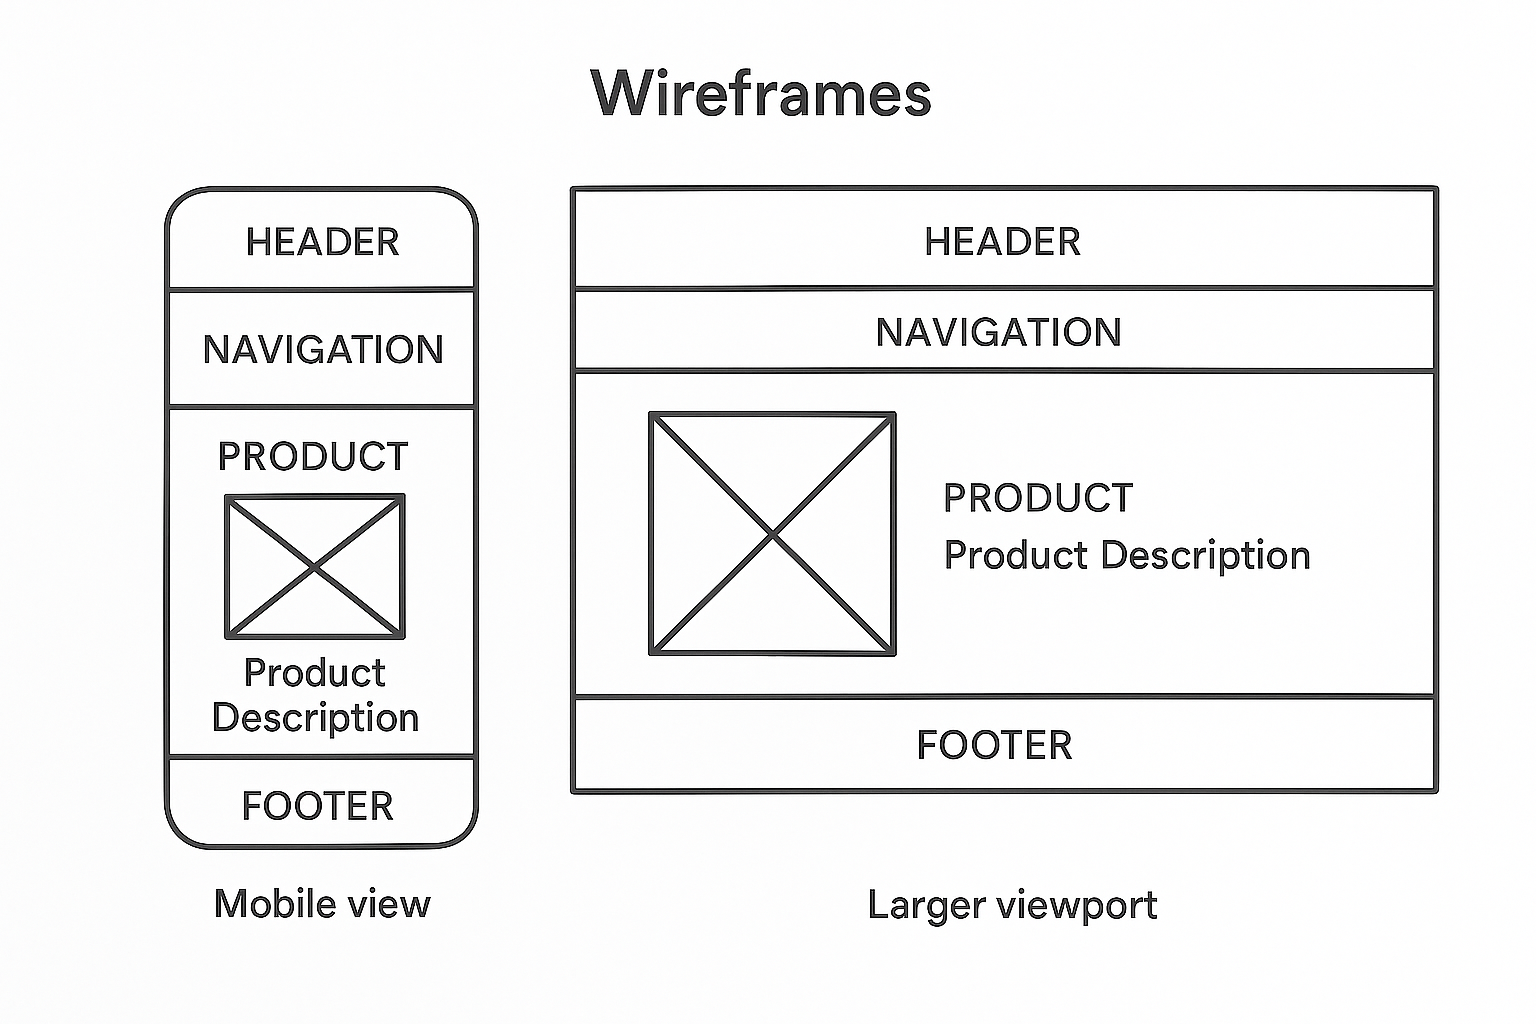 Wireframes
HEADER
NAVIGATION
PRODUCT
Product
Description
FOOTER
Mobile view
HEADER
NAVIGATION
PRODUCT
Product Description
FOOTER
Larger viewport